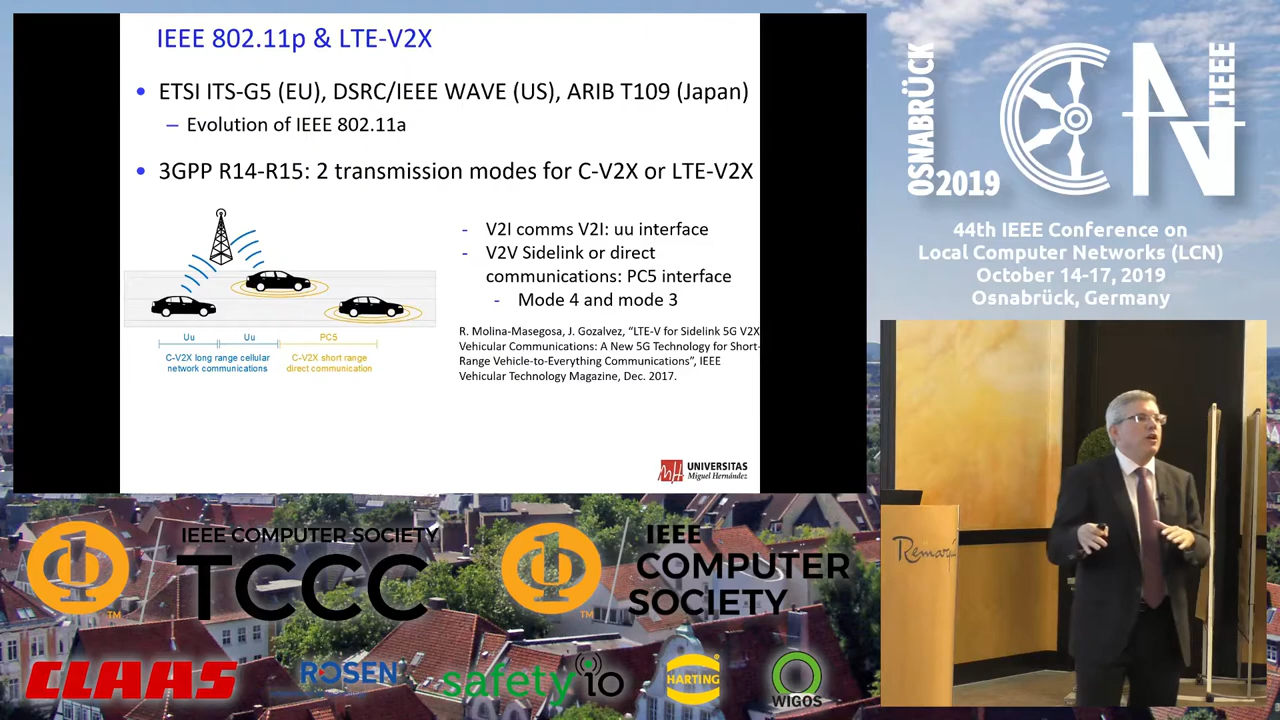 IEEE 802.11p & LTE-V2X
• ETSI ITS-G5 (EU), DSRC/IEEE WAVE (US), ARIB T109 (Japan)
– Evolution of IEEE 802.11a
• 3GPP R14-R15: 2 transmission modes for C-V2X or LTE-V2X
- V2I comms V2I: uu interface
- V2V Sidelink or direct
communications: PC5 interface
- Mode 4 and mode 3
Uu Uu PC5
C-V2X long range cellular
network communications
C-V2X short range
direct communication
R. Molina-Masegosa, J. Gozalvez, “LTE-V for Sidelink 5G V2X
Vehicular Communications: A New 5G Technology for Short-
Range Vehicle-to-Everything Communications”, IEEE
Vehicular Technology Magazine, Dec. 2017.
UNIVERSITAS
Miguel Hernández
OSNABRÜCK
2019
LCN
IEEE
44th IEEE Conference on
Local Computer Networks (LCN)
October 14-17, 2019
Osnabrück, Germany
Remarque
IEEE COMPUTER SOCIETY
TCCC
TM
IEEE
COMPUTER
SOCIETY
TM
CLAAS
ROSEN
safety io
HARTING
WIGOS